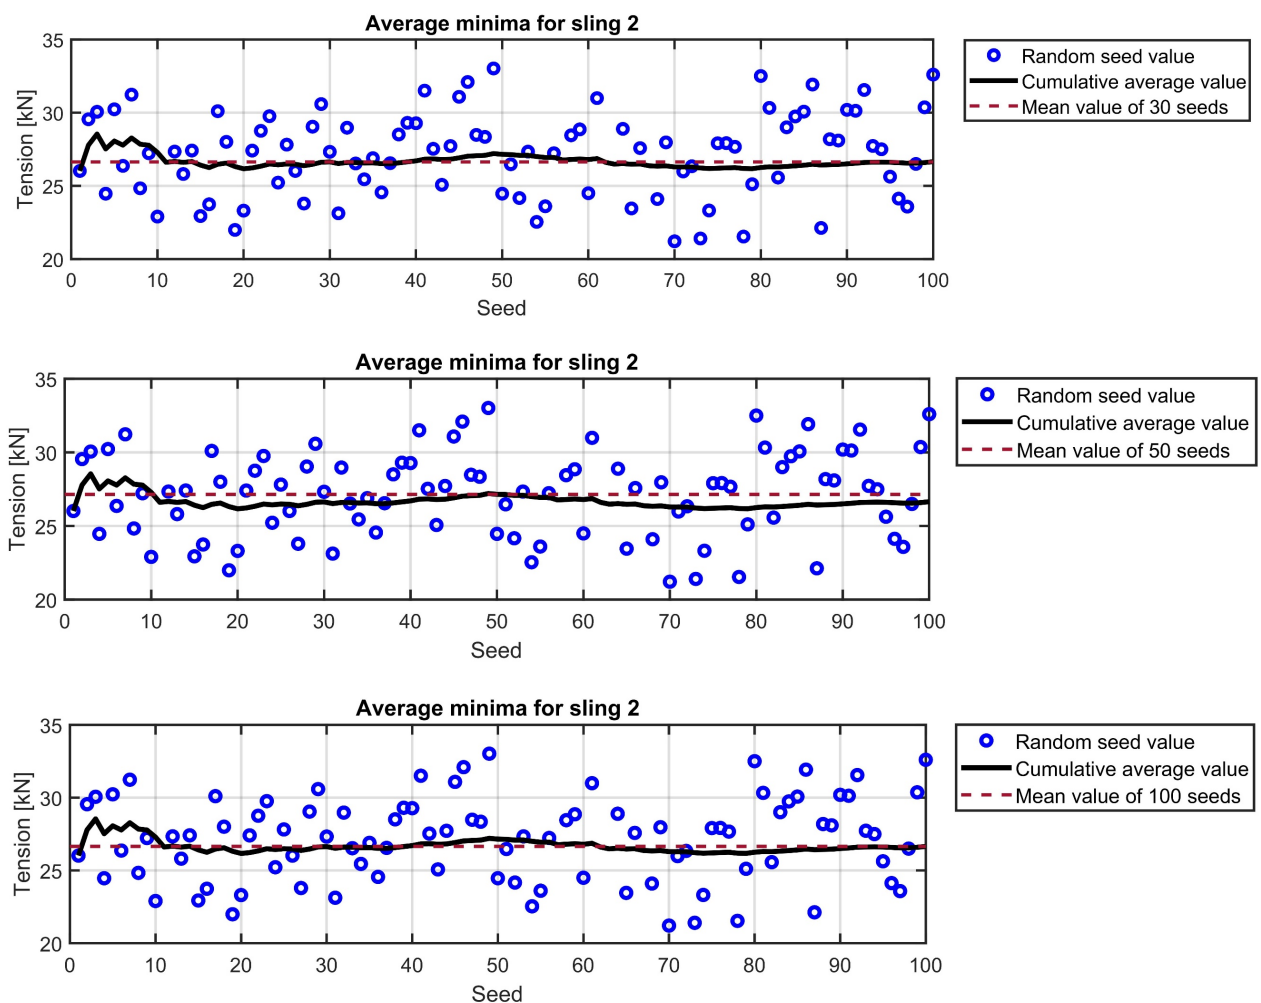 Average minima for sling 2
35
30
25
20
Tension [kN]
0 10 20 30 40 50 60 70 80 90 100
Seed
Random seed value
Cumulative average value
Mean value of 30 seeds
Average minima for sling 2
35
30
25
20
Tension [kN]
0 10 20 30 40 50 60 70 80 90 100
Seed
Random seed value
Cumulative average value
Mean value of 50 seeds
Average minima for sling 2
35
30
25
20
Tension [kN]
0 10 20 30 40 50 60 70 80 90 100
Seed
Random seed value
Cumulative average value
Mean value of 100 seeds